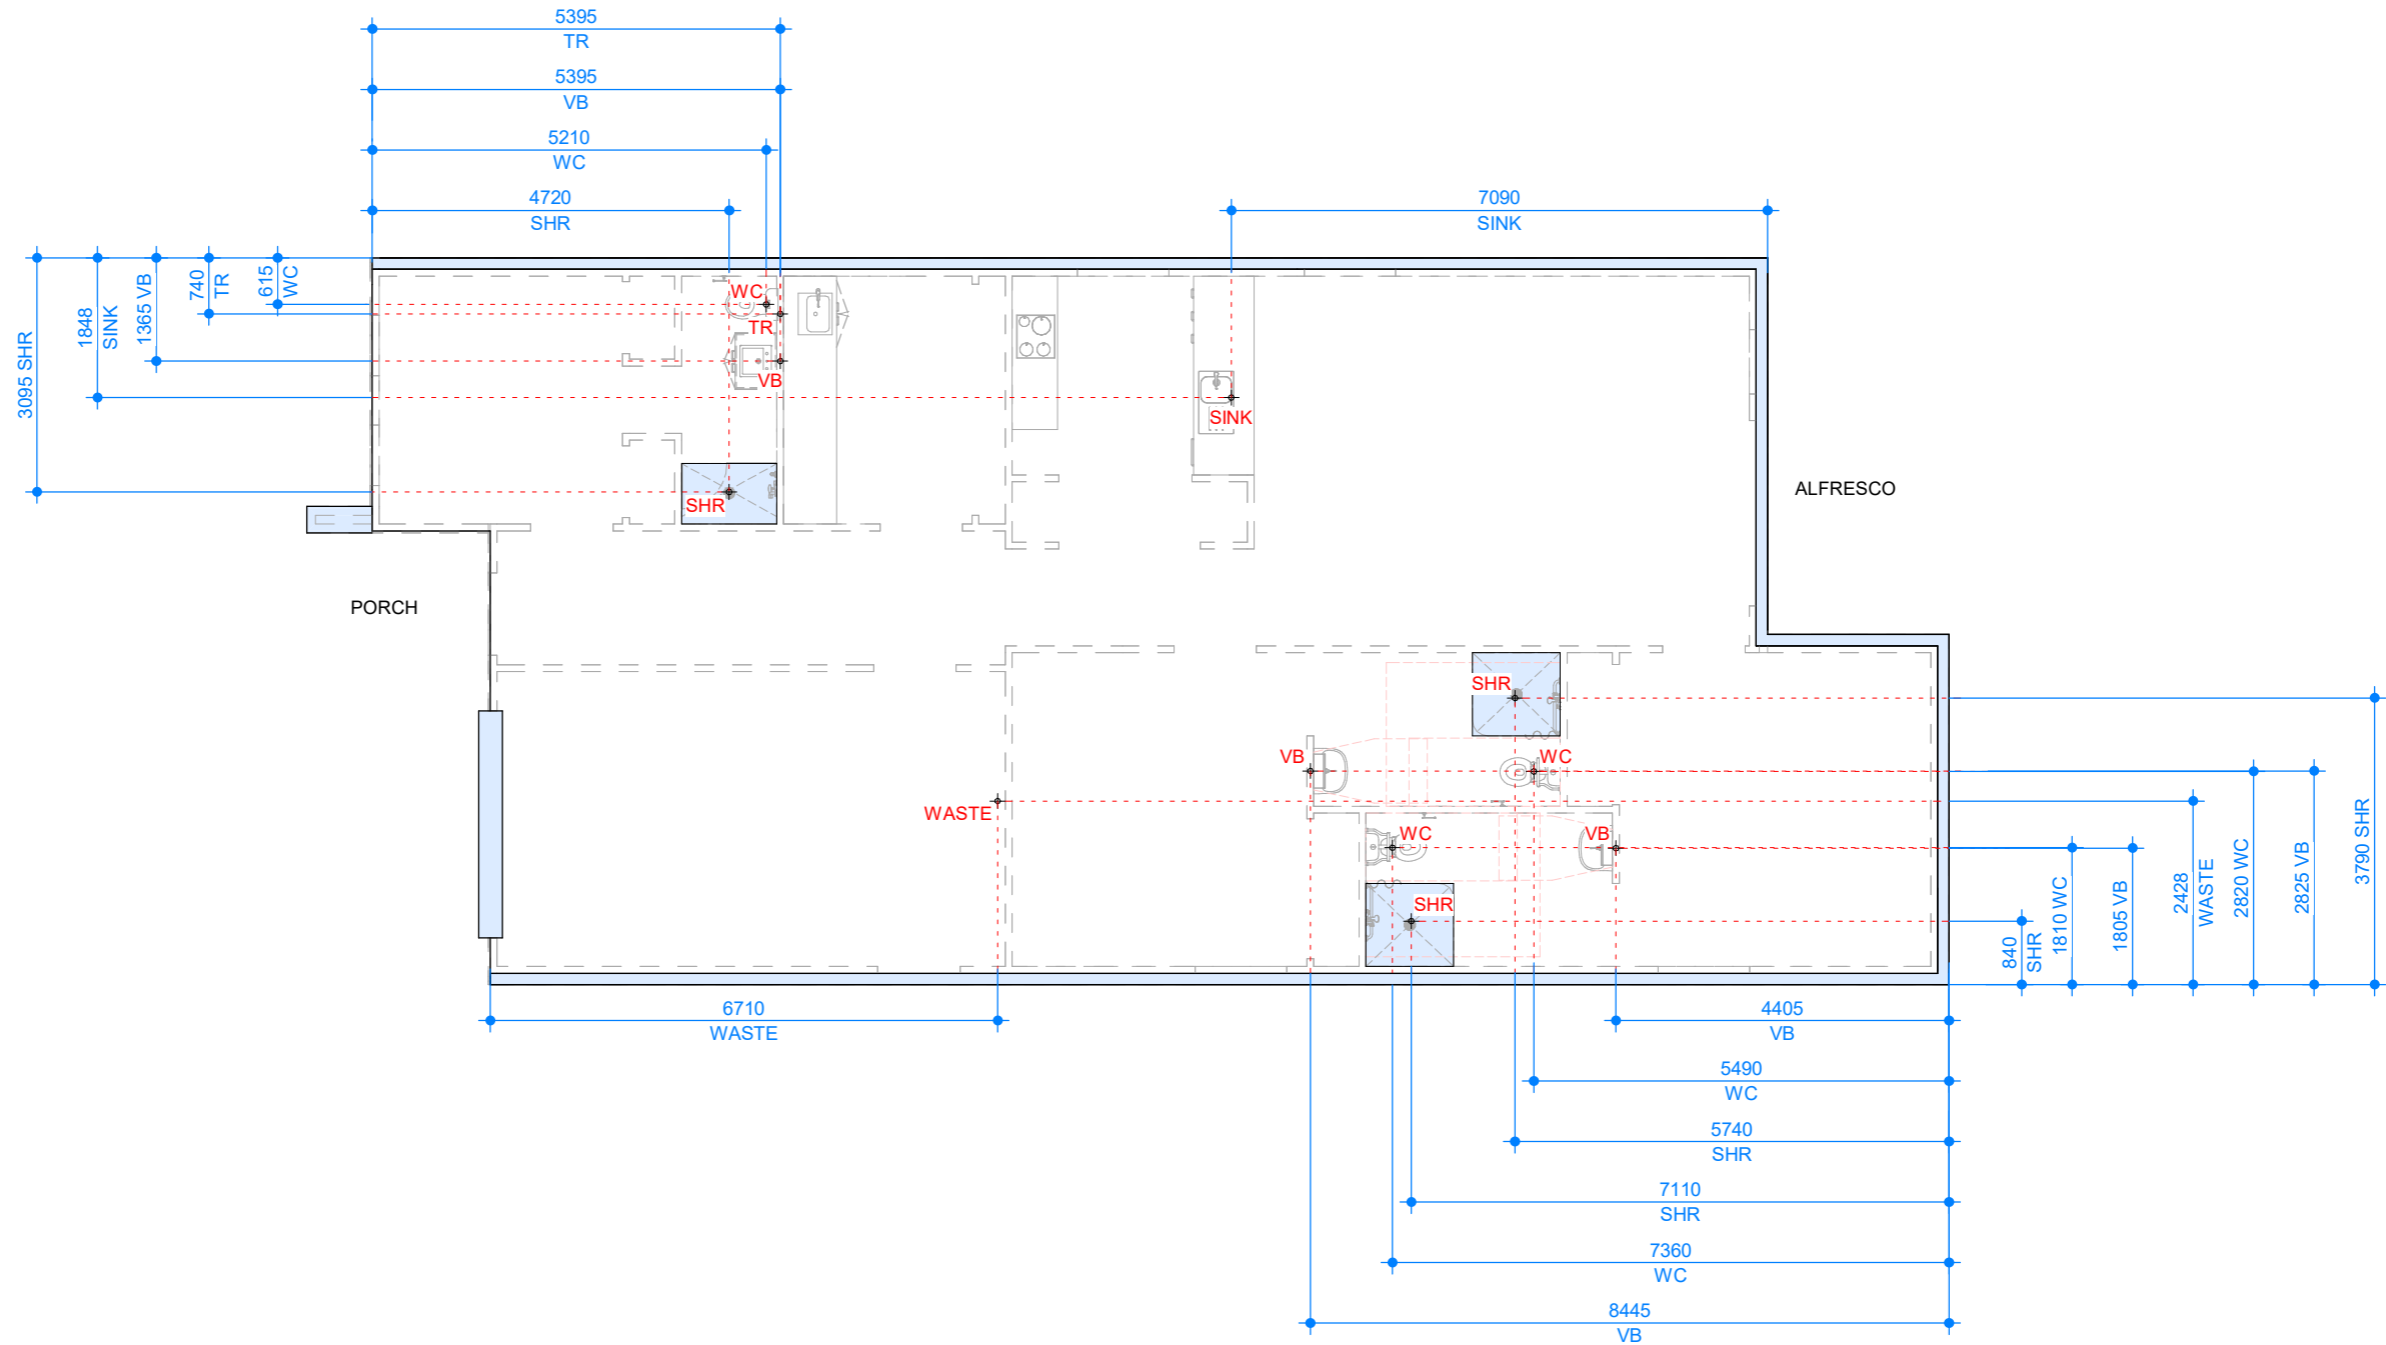 5395
TR
5395
VB
5210
WC
4720
SHR
7090
SINK
3095 SHR
1848
SINK
1365 VB
740
TR
615
WC
WC
TR
VB
SINK
SHR
ALFRESCO
PORCH
SHR
VB
WC
WASTE
WC
VB
SHR
840
SHR
1810 WC
1805 VB
2428
WASTE
2820 WC
2825 VB
3790 SHR
6710
WASTE
4405
VB
5490
WC
5740
SHR
7110
SHR
7360
WC
8445
VB